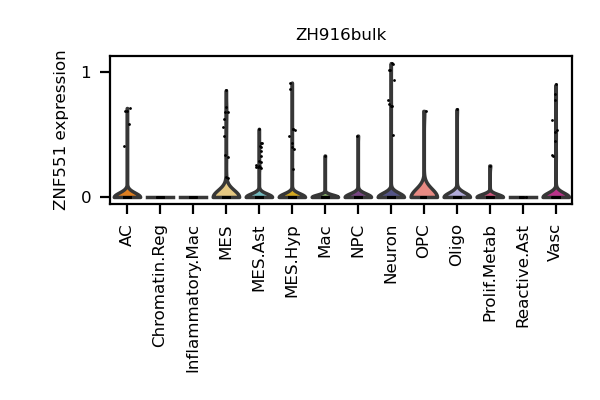 ZH916bulk
ZNF551 expression
1
0
AC
Chromatin.Reg
Inflammatory.Mac
MES
MES.Ast
MES.Hyp
Mac
NPC
Neuron
OPC
Oligo
Prolif.Metab
Reactive.Ast
Vasc